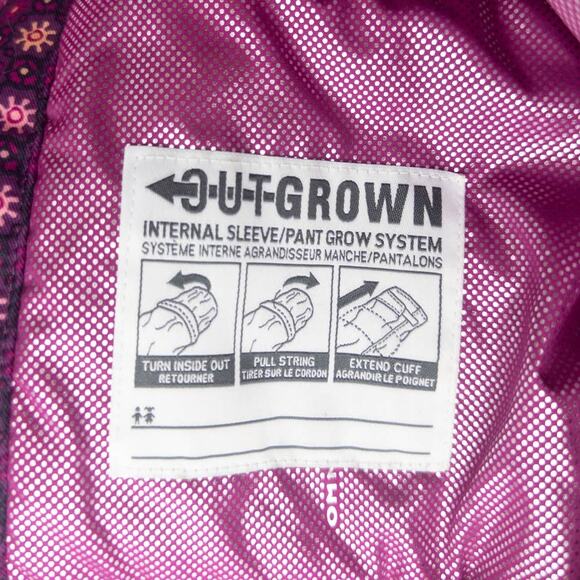 OUTGROWN
INTERNAL SLEEVE/PANT GROW SYSTEM
SYSTÈME INTERNE AGRANDISSEUR MANCHE/PANTALONS
TURN INSIDE OUT
RETOURNER
PULL STRING
TIRER SUR LE CORDON
EXTEND CUFF
AGRANDIR LE POIGNET